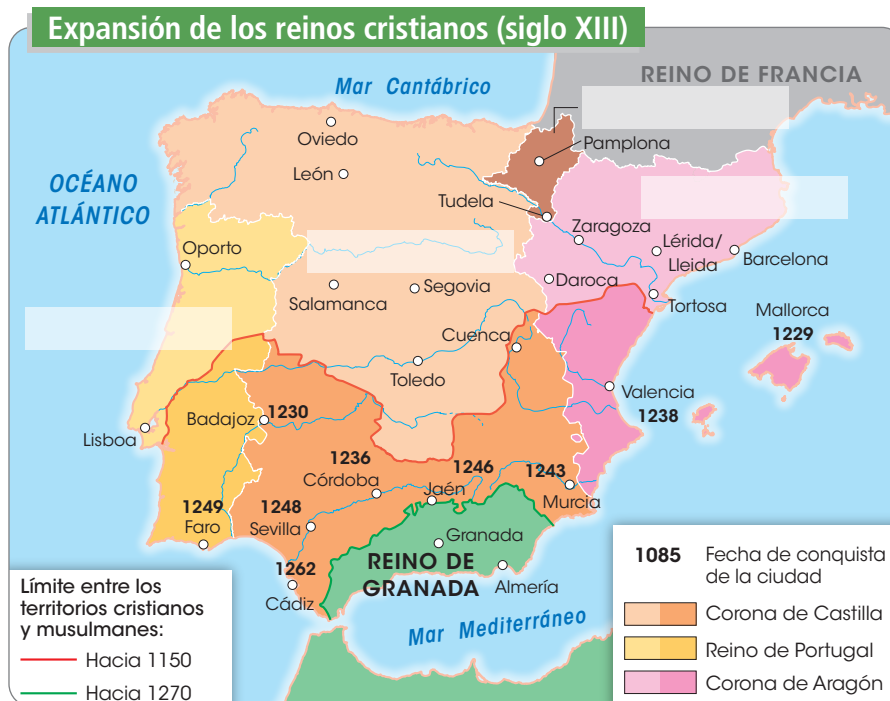 Expansión de los reinos cristianos (siglo XIII)
REINO DE FRANCIA
Mar Cantábrico
Oviedo
Pamplona
León
OCÉANO
ATLÁNTICO
Tudela
Zaragoza
Oporto
Lérida/
Lleida
Barcelona
Daroca
Segovia
Salamanca
Tortosa
Mallorca
1229
Cuenca
Toledo
Valencia
1238
Badajoz
1230
Lisboa
1236
Córdoba
1246
Jaén
1243
Murcia
1249
Faro
1248
Sevilla
Granada
REINO DE
GRANADA
Almería
1262
Cádiz
Mar Mediterráneo
Límite entre los
territorios cristianos
y musulmanes:
Hacia 1150
Hacia 1270
1085 Fecha de conquista
de la ciudad
Corona de Castilla
Reino de Portugal
Corona de Aragón